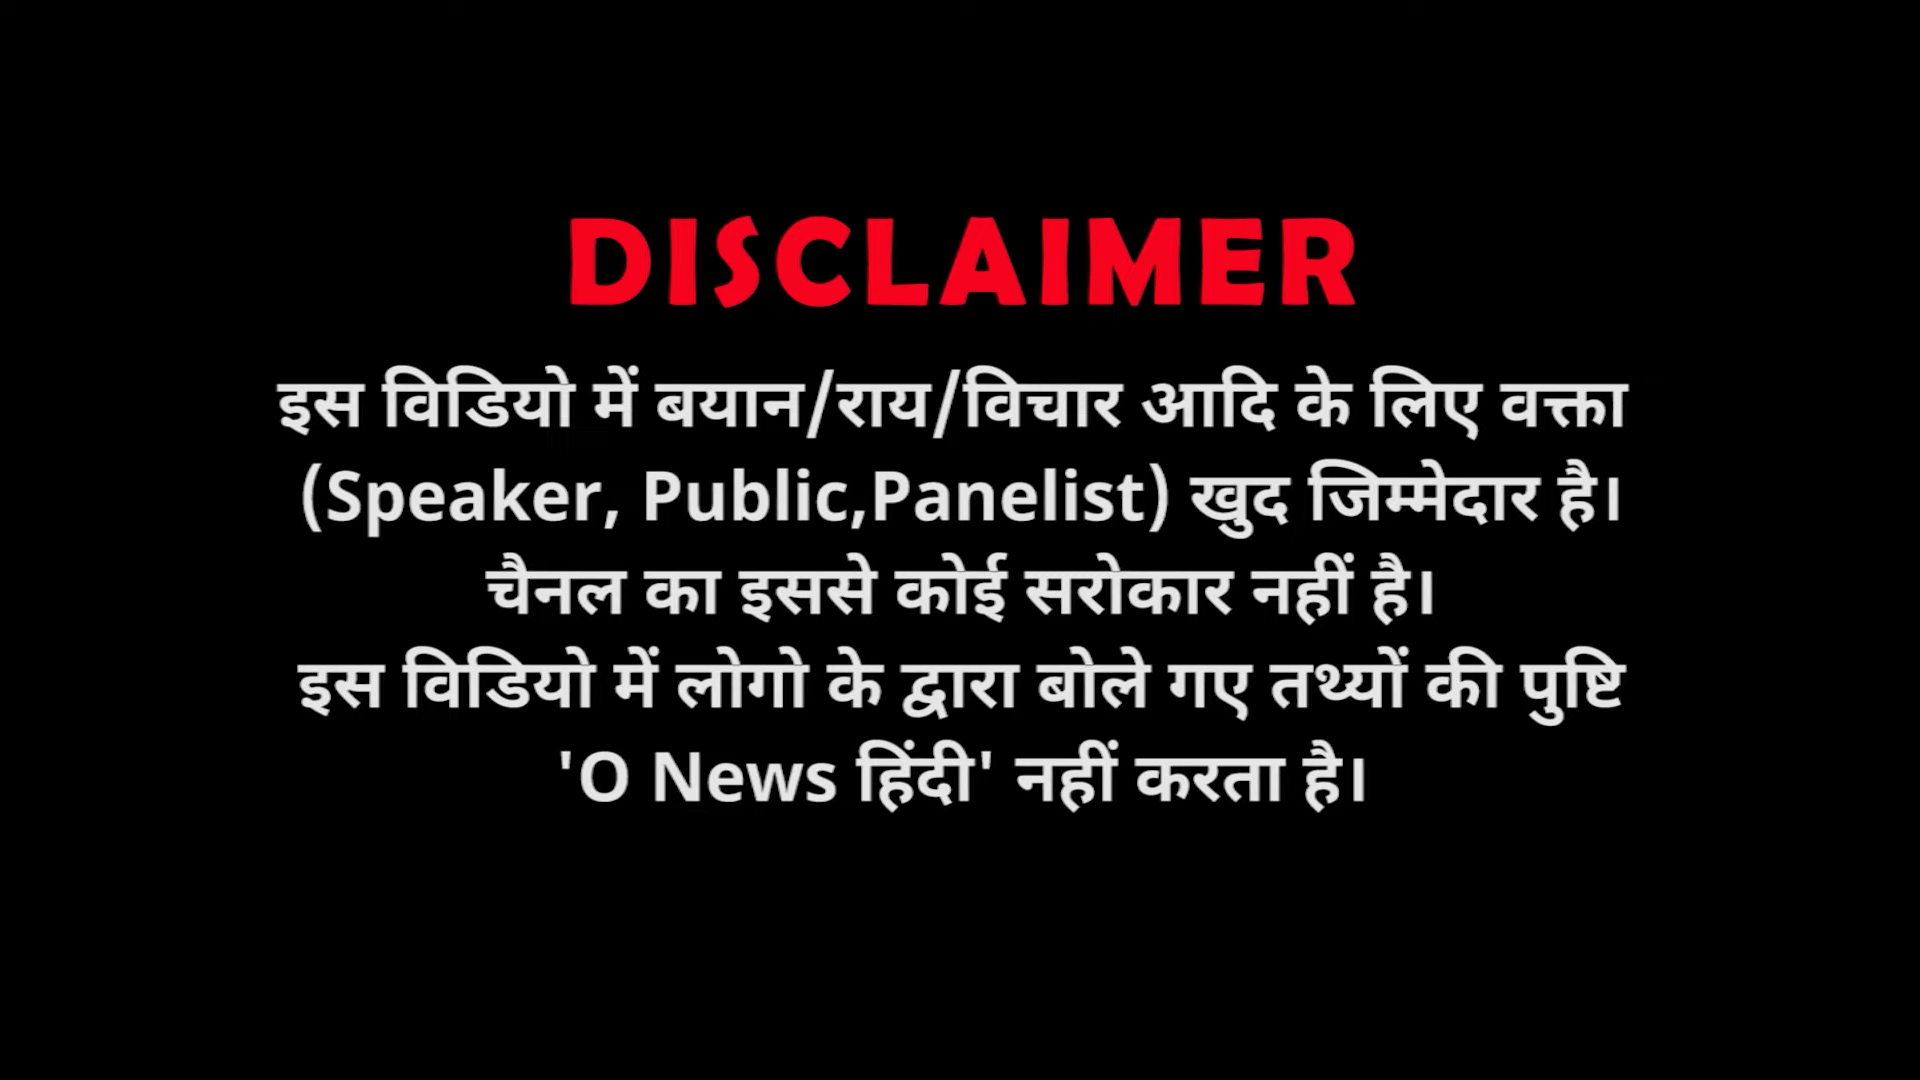 DISCLAIMER
इस विडियो में बयान/राय/विचार आदि के लिए वक्ता
(Speaker, Public,Panelist) खुद जिम्मेदार है।
चैनल का इससे कोई सरोकार नहीं है।
इस विडियो में लोगो के द्वारा बोले गए तथ्यों की पुष्टि
'O News हिंदी' नहीं करता है।